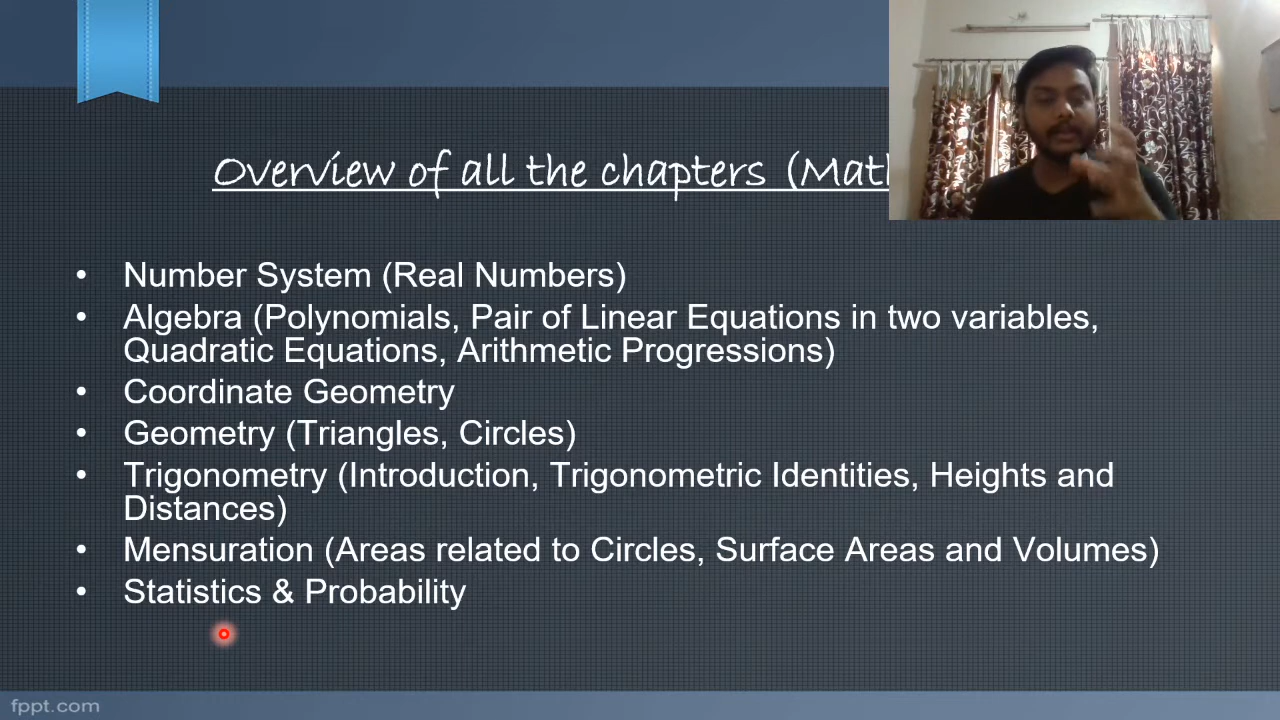 Overview of all the chapters (Mat
• Number System (Real Numbers)
• Algebra (Polynomials, Pair of Linear Equations in two variables,
Quadratic Equations, Arithmetic Progressions)
• Coordinate Geometry
• Geometry (Triangles, Circles)
• Trigonometry (Introduction, Trigonometric Identities, Heights and
Distances)
• Mensuration (Areas related to Circles, Surface Areas and Volumes)
• Statistics & Probability
fppt.com